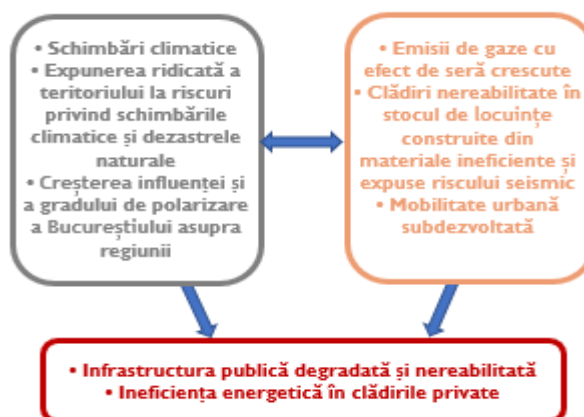 • Schimbări climatice
• Expunerea ridicată a
teritoriului la riscuri
privind schimbările
climatice și dezastrele
naturale
• Creșterea influenței și
a gradului de polarizare
a Bucureștiului asupra
regiunii
• Emisii de gaze cu
efect de seră crescute
• Clădiri nereabilitate în
stocul de locuințe
construite din
materiale ineficiente și
expuse riscului seismic
• Mobilitate urbană
subdezvoltată
• Infrastructura publică degradată și nereabilitată
• Ineficiența energetică în clădirile private